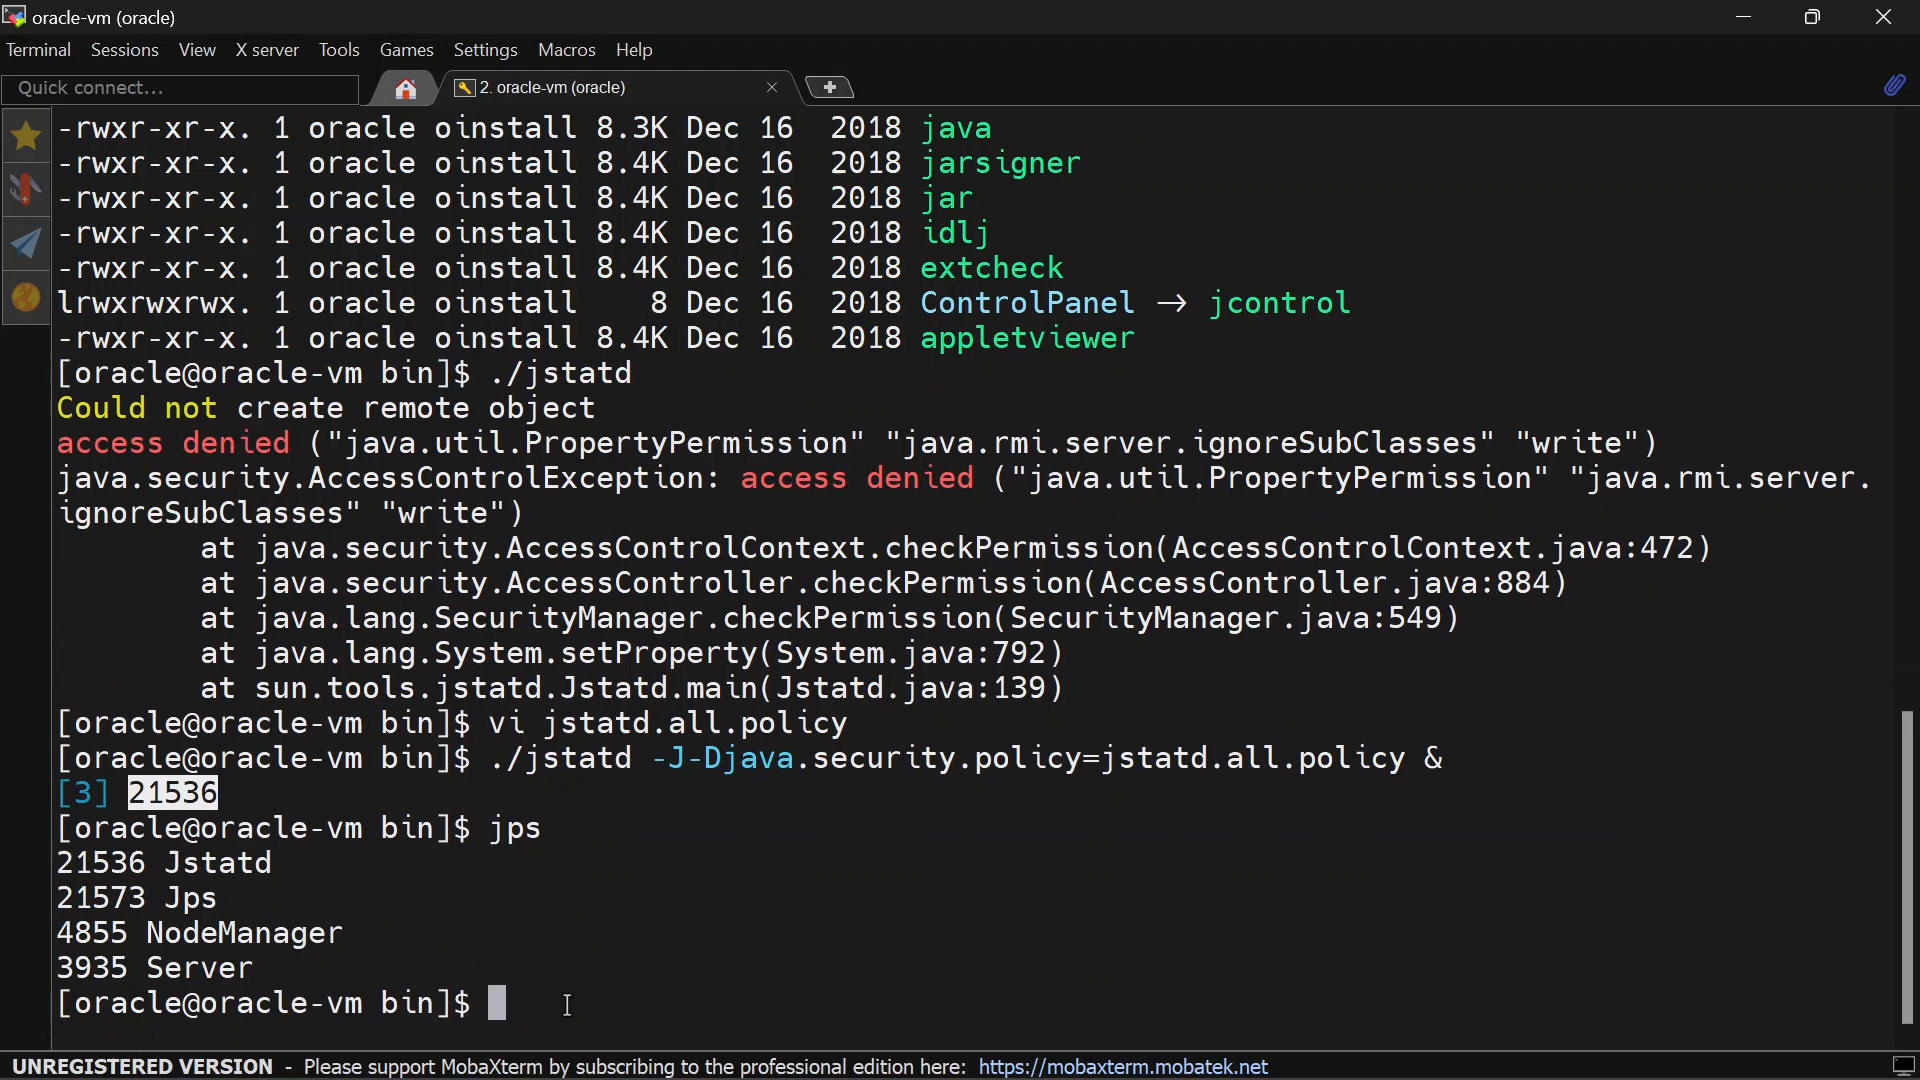 oracle-vm (oracle)
Terminal Sessions View X server Tools Games Settings Macros Help
Quick connect...
2. oracle-vm (oracle)
-rwxr-xr-x. 1 oracle oinstall 8.3K Dec 16  2018 java
-rwxr-xr-x. 1 oracle oinstall 8.4K Dec 16  2018 jarsigner
-rwxr-xr-x. 1 oracle oinstall 8.4K Dec 16  2018 jar
-rwxr-xr-x. 1 oracle oinstall 8.4K Dec 16  2018 idlj
-rwxr-xr-x. 1 oracle oinstall 8.4K Dec 16  2018 extcheck
lrwxrwxrwx. 1 oracle oinstall    8 Dec 16  2018 ControlPanel → jcontrol
-rwxr-xr-x. 1 oracle oinstall 8.4K Dec 16  2018 appletviewer
[oracle@oracle-vm bin]$ ./jstatd
Could not create remote object
access denied ("java.util.PropertyPermission" "java.rmi.server.ignoreSubClasses" "write")
java.security.AccessControlException: access denied ("java.util.PropertyPermission" "java.rmi.server.
ignoreSubClasses" "write")
        at java.security.AccessControlContext.checkPermission(AccessControlContext.java:472)
        at java.security.AccessController.checkPermission(AccessController.java:884)
        at java.lang.SecurityManager.checkPermission(SecurityManager.java:549)
        at java.lang.System.setProperty(System.java:792)
        at sun.tools.jstatd.Jstatd.main(Jstatd.java:139)
[oracle@oracle-vm bin]$ vi jstatd.all.policy
[oracle@oracle-vm bin]$ ./jstatd -J-Djava.security.policy=jstatd.all.policy &
[3] 21536
[oracle@oracle-vm bin]$ jps
21536 Jstatd
21573 Jps
4855 NodeManager
3935 Server
[oracle@oracle-vm bin]$
UNREGISTERED VERSION - Please support MobaXterm by subscribing to the professional edition here: https://mobaxterm.mobatek.net